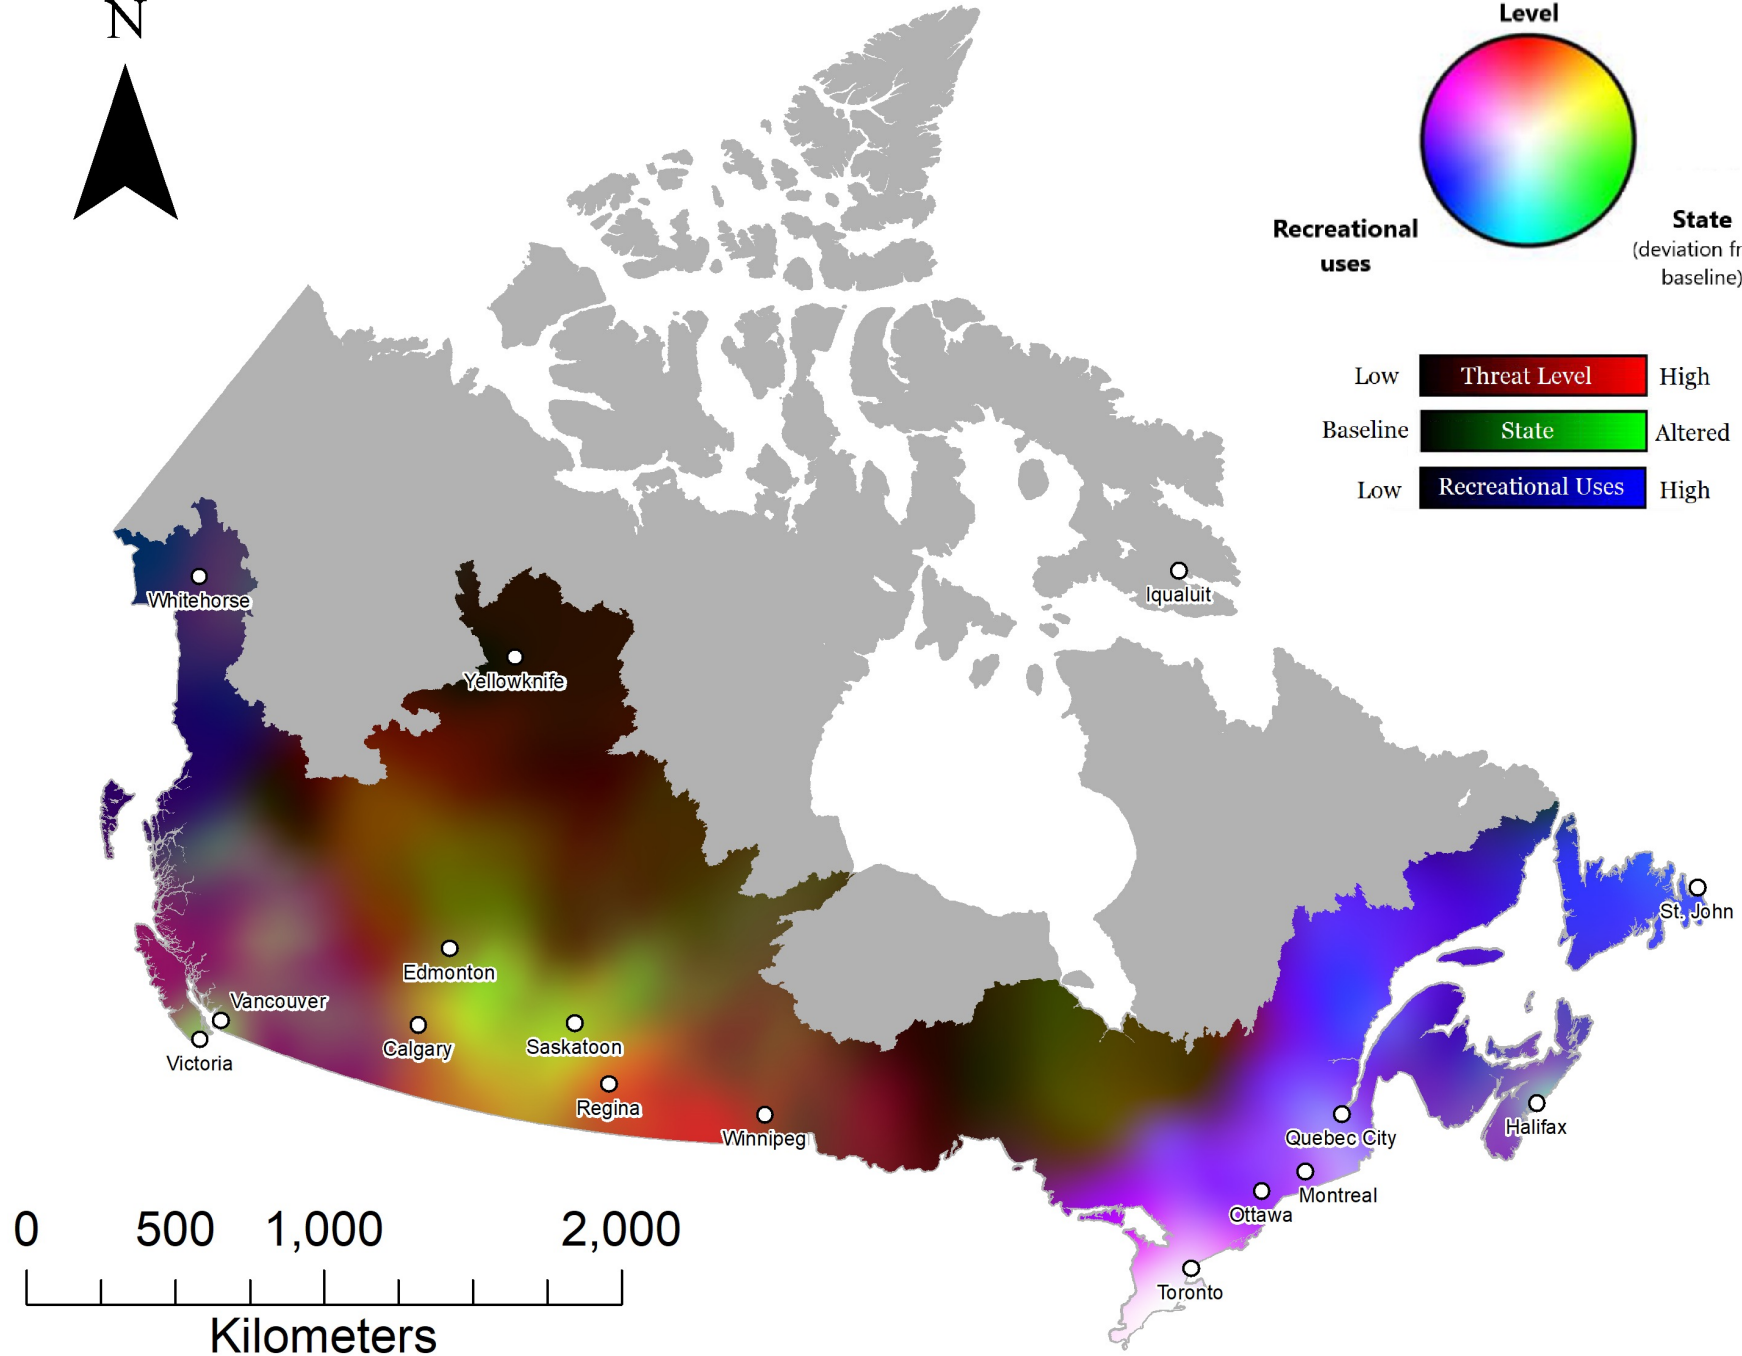 N
Level
Recreational
uses
State
(deviation fr
baseline)
Low Threat Level High
Baseline State Altered
Low Recreational Uses High
Iqualuit
Whitehorse
Yellowknife
St. John
Edmonton
Vancouver
Calgary
Saskatoon
Victoria
Regina
Winnipeg
Halifax
Quebec City
Montreal
Ottawa
Toronto
0 500 1,000 2,000
Kilometers